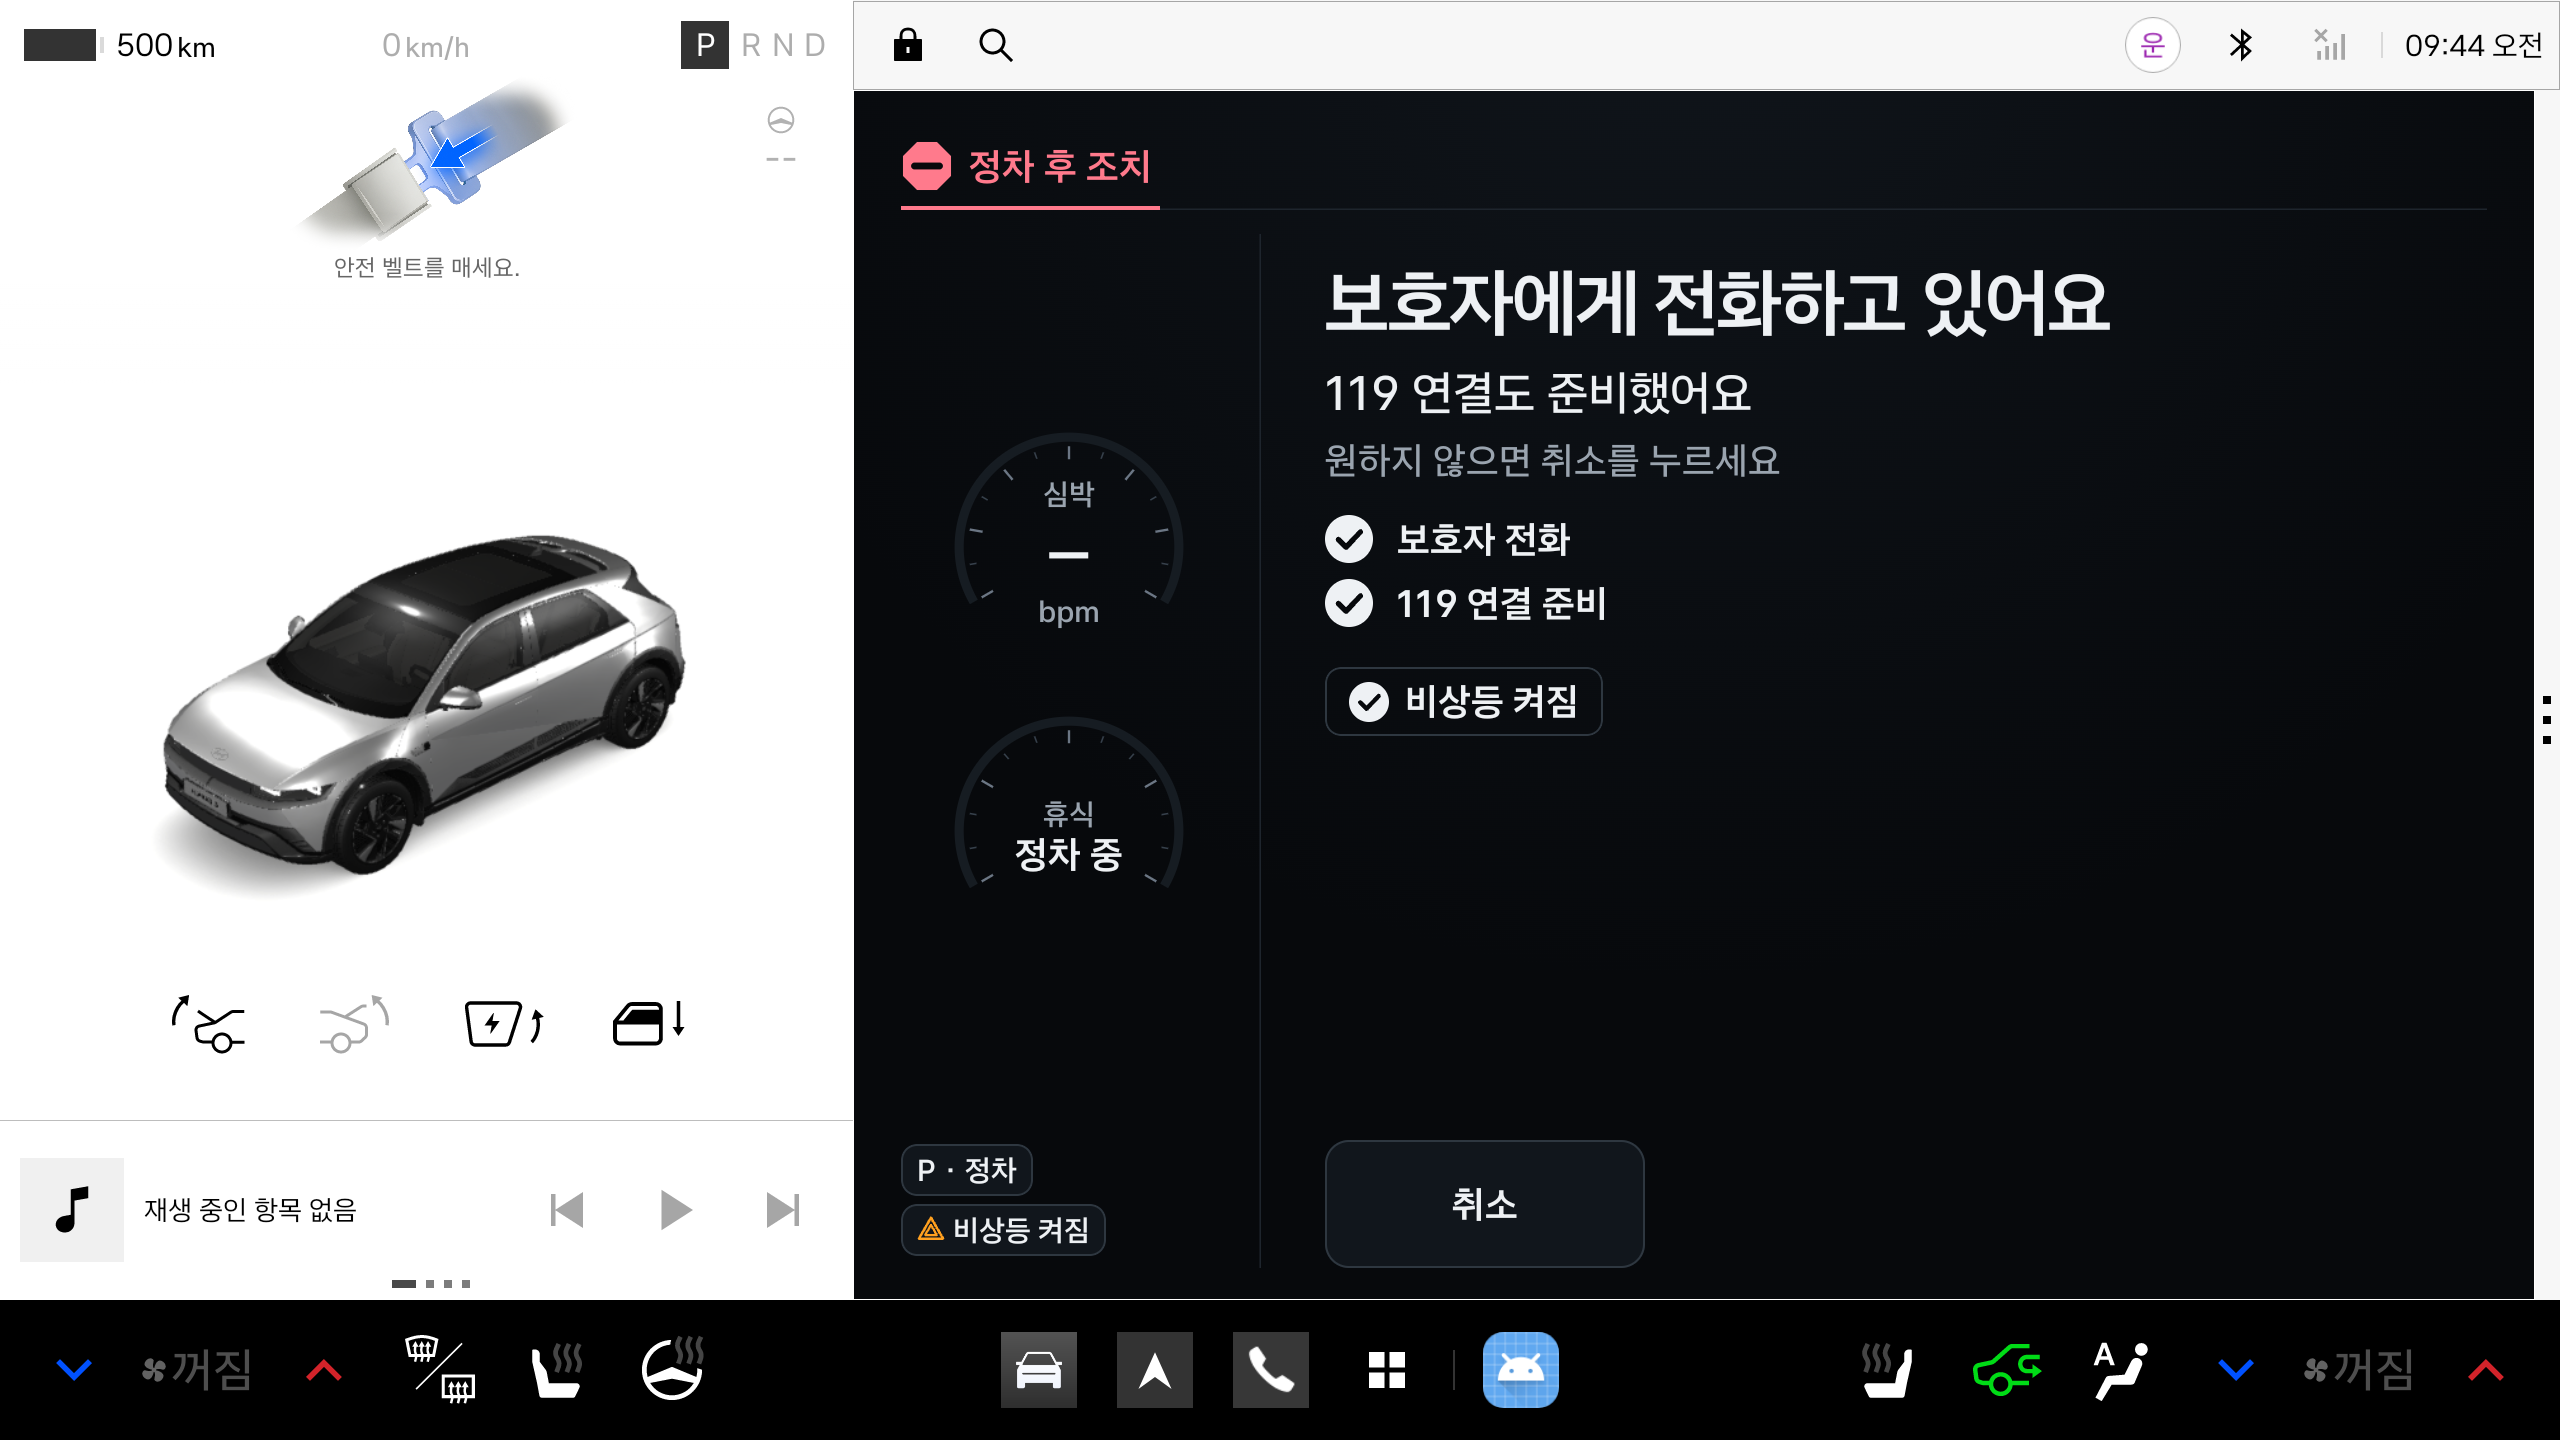 500 km
0 km/h
P R N D
운
09:44 오전
--
안전 벨트를 매세요.
정차 후 조치
보호자에게 전화하고 있어요
119 연결도 준비했어요
원하지 않으면 취소를 누르세요
심박
—
bpm
보호자 전화
119 연결 준비
비상등 켜짐
휴식
정차 중
P · 정차
비상등 켜짐
취소
재생 중인 항목 없음
꺼짐
A
꺼짐